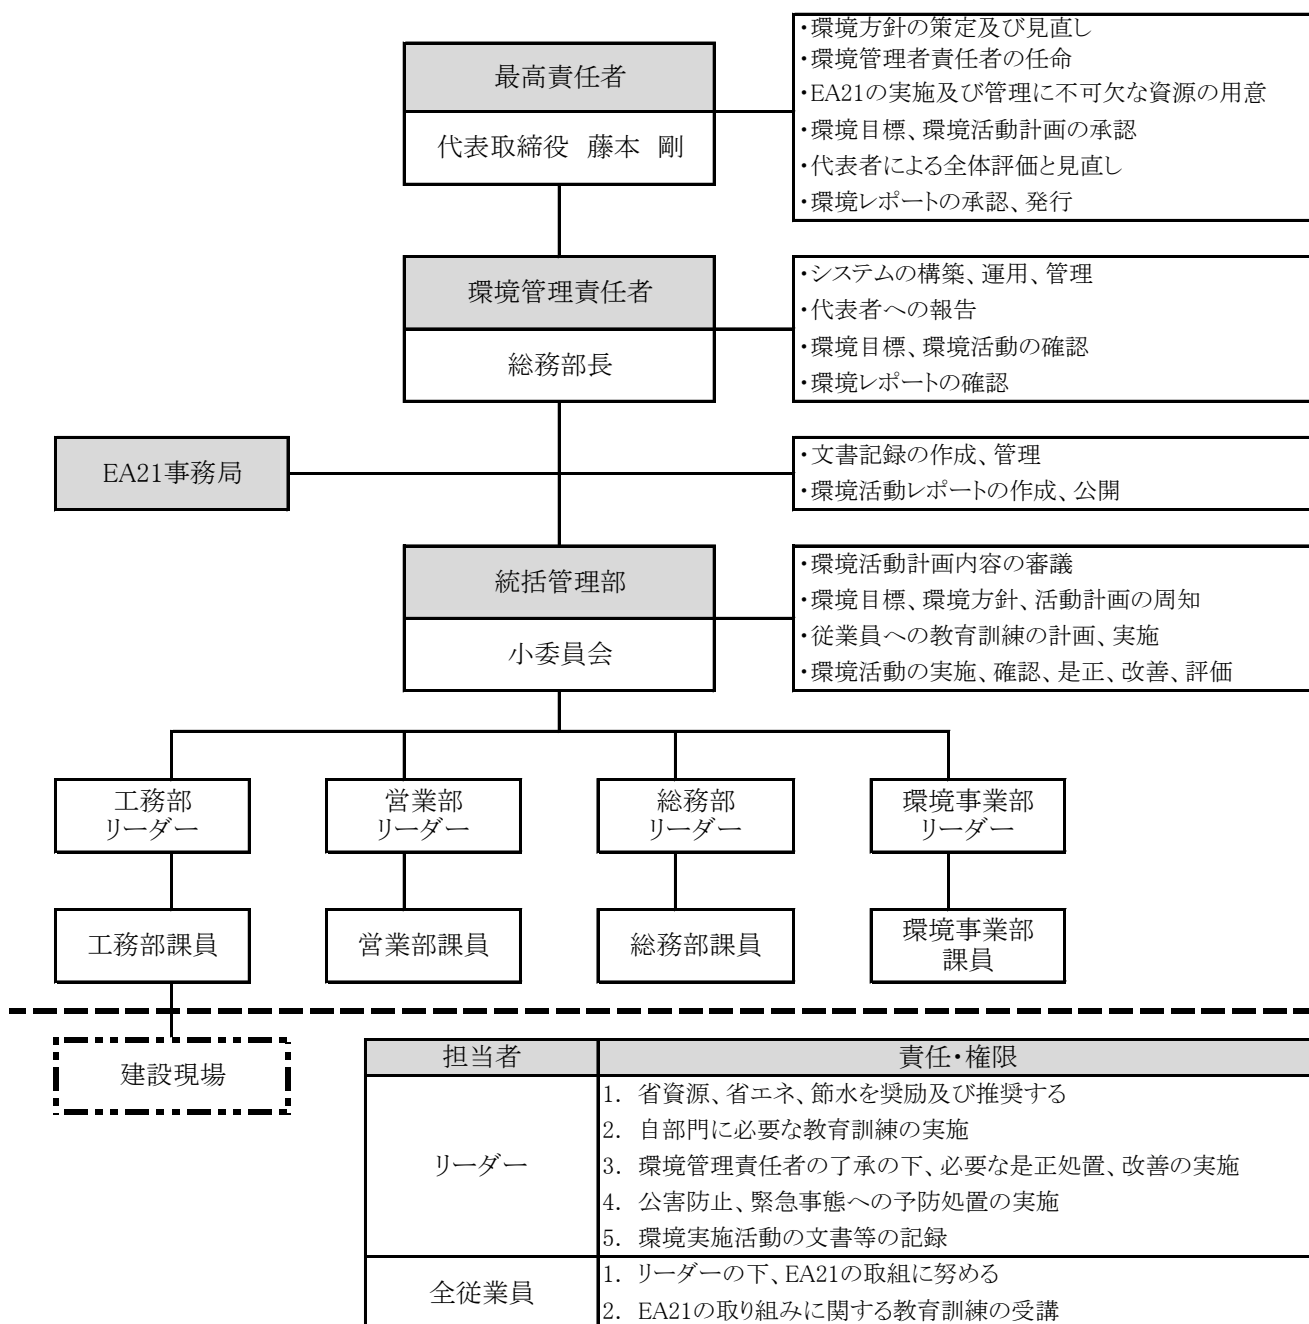 最高責任者
代表取締役　藤本　剛
・環境方針の策定及び見直し
・環境管理者責任者の任命
・EA21の実施及び管理に不可欠な資源の用意
・環境目標、環境活動計画の承認
・代表者による全体評価と見直し
・環境レポートの承認、発行
環境管理責任者
総務部長
・システムの構築、運用、管理
・代表者への報告
・環境目標、環境活動の確認
・環境レポートの確認
EA21事務局
・文書記録の作成、管理
・環境活動レポートの作成、公開
統括管理部
小委員会
・環境活動計画内容の審議
・環境目標、環境方針、活動計画の周知
・従業員への教育訓練の計画、実施
・環境活動の実施、確認、是正、改善、評価
工務部
リーダー
営業部
リーダー
総務部
リーダー
環境事業部
リーダー
工務部課員
営業部課員
総務部課員
環境事業部
課員
建設現場
担当者
責任・権限
リーダー
1. 省資源、省エネ、節水を奨励及び推奨する
2. 自部門に必要な教育訓練の実施
3. 環境管理責任者の了承の下、必要な是正処置、改善の実施
4. 公害防止、緊急事態への予防処置の実施
5. 環境実施活動の文書等の記録
全従業員
1. リーダーの下、EA21の取組に努める
2. EA21の取り組みに関する教育訓練の受講